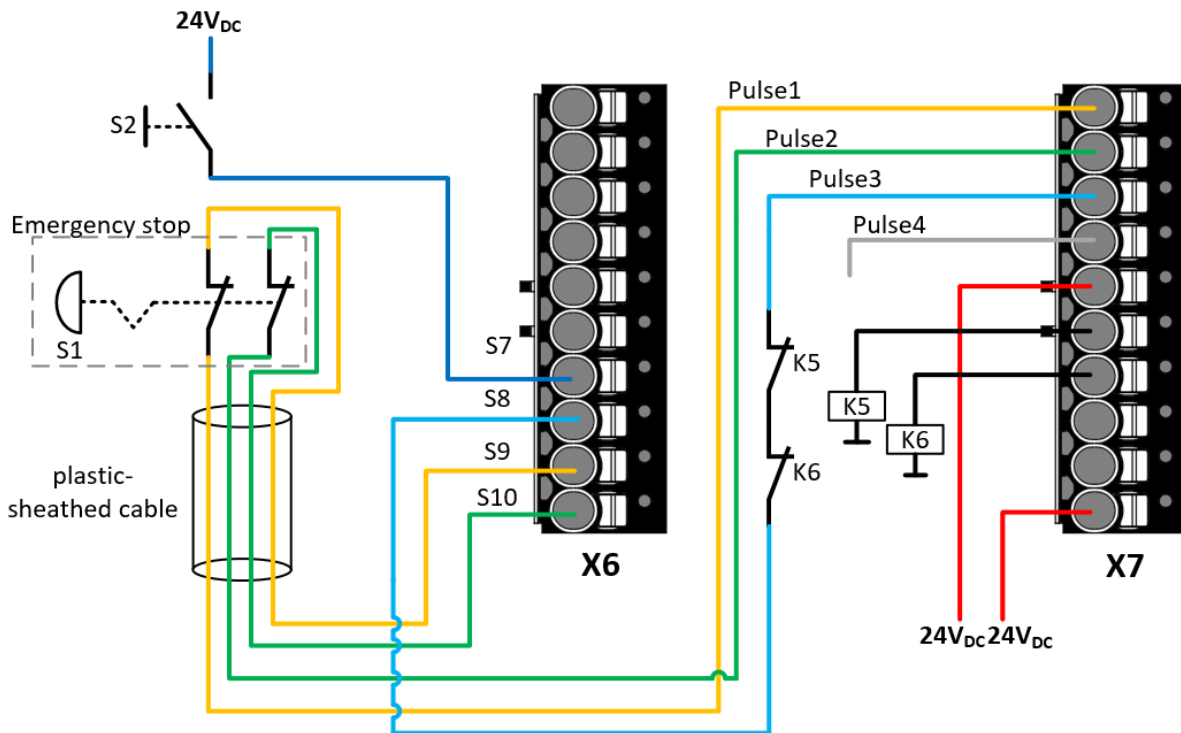 24VDC
S2
Emergency stop
S1
plastic-
sheathed cable
S7
S8
S9
S10
X6
Pulse1
Pulse2
Pulse3
Pulse4
K5
K6
K5
K6
X7
24VDC 24VDC